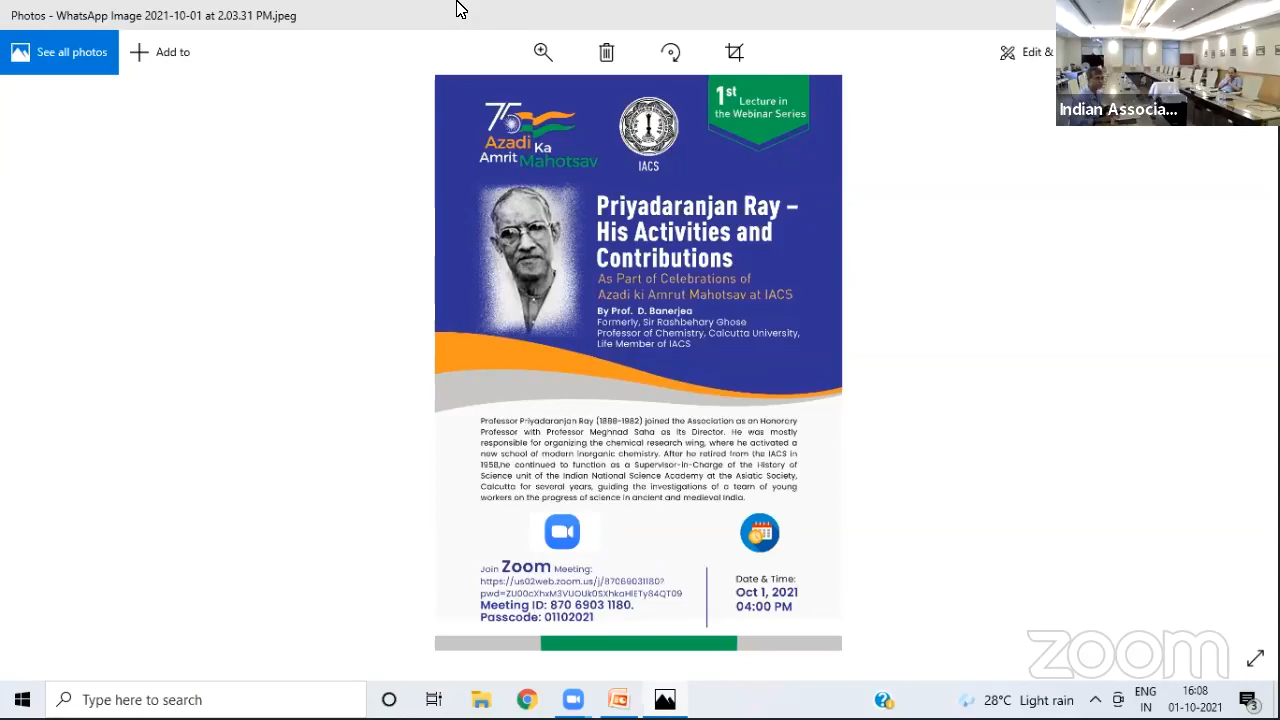 Photos - WhatsApp Image 2021-10-01 at 2.03.31 PM.jpeg
See all photos
Add to
Edit &
Indian Associa...
75
Azadi Ka
Amrit Mahotsav
IACS
1st Lecture in
the Webinar Series
Priyadaranjan Ray –
His Activities and
Contributions
As Part of Celebrations of
Azadi ki Amrut Mahotsav at IACS
By Prof. D. Banerjea
Formerly, Sir Rashbehary Ghose
Professor of Chemistry, Calcutta University,
Life Member of IACS
Professor Priyadaranjan Ray (1888-1982) joined the Association as an Honorary
Professor with Professor Meghnad Saha as its Director. He was mostly
responsible for organizing the chemical research wing, where he activated a
new school of modern inorganic chemistry. After he retired from the IACS in
1958,he continued to function as a Supervisor-in-Charge of the History of
Science unit of the Indian National Science Academy at the Asiatic Society,
Calcutta for several years, guiding the investigations of a team of young
workers on the progress of science in ancient and medieval India.
Join Zoom Meeting:
https://us02web.zoom.us/j/87069031180?
Meeting ID: 870 6903 1180.
Passcode: 01102021
Date & Time:
Oct 1, 2021
04:00 PM
zoom
Type here to search
28°C Light rain
ENG
IN
16:08
01-10-2021
3